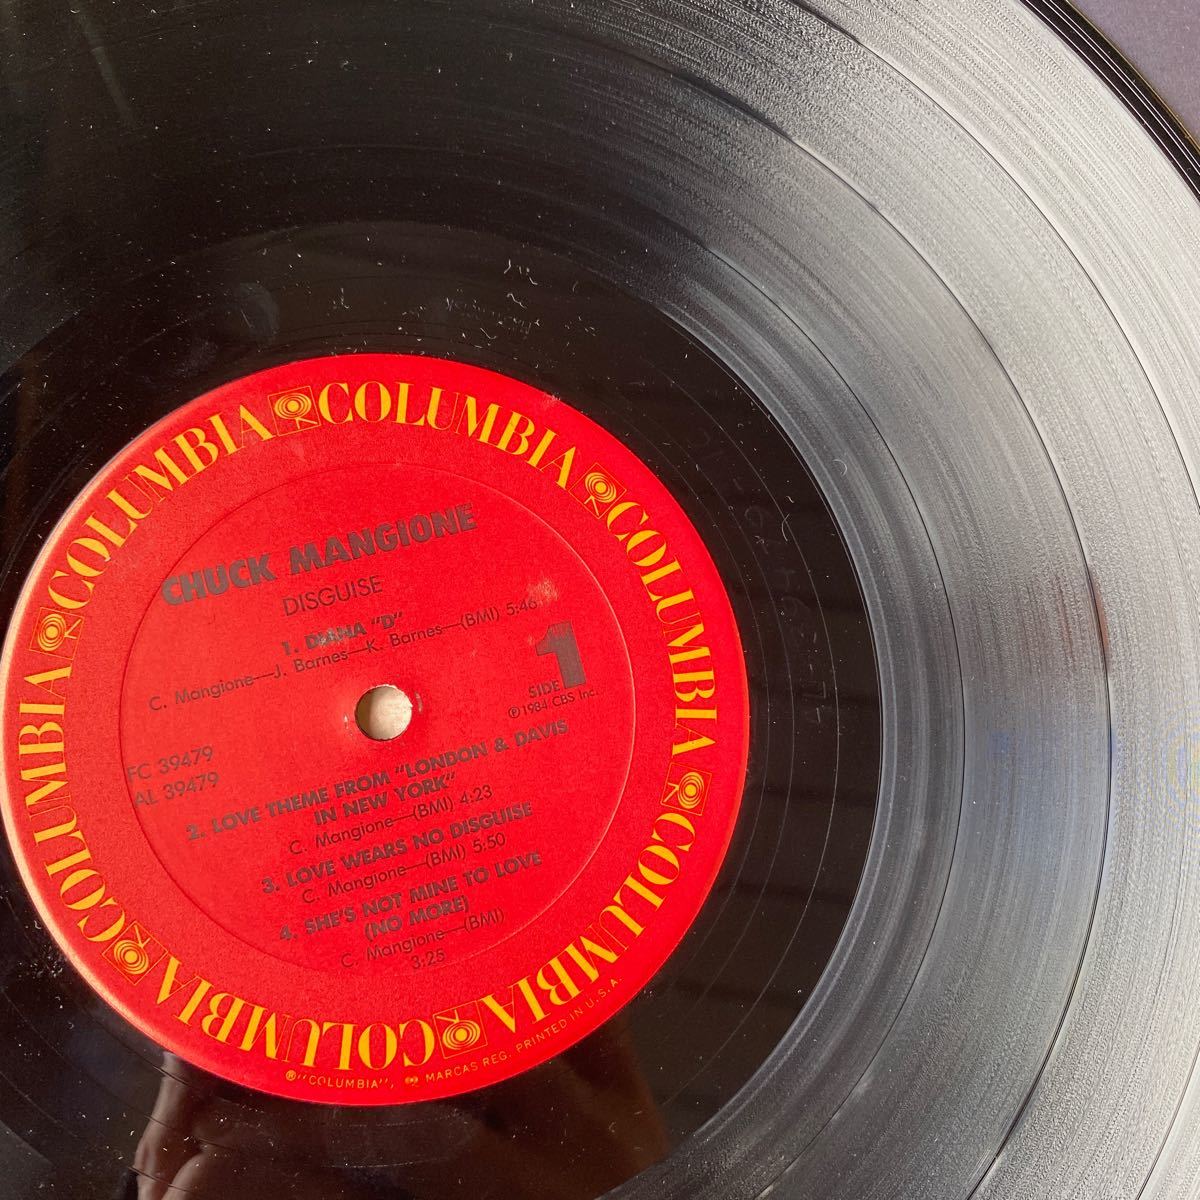 COLUMBIA COLUMBIA COLUMBIA COLUMBIA COLUMBIA COLUMBIA COLUMBIA COLUMBIA
CHUCK MANGIONE
DISGUISE
1. DIANA "D"
C. Mangione—J. Barnes—K. Barnes—(BMI) 5:46
SIDE 1
℗1984 CBS Inc.
FC 39479
AL 39479
2. LOVE THEME FROM "LONDON & DAVIS
IN NEW YORK"
C. Mangione—(BMI) 4:23
3. LOVE WEARS NO DISGUISE
C. Mangione—(BMI) 5:50
4. SHE'S NOT MINE TO LOVE
(NO MORE)
C. Mangione—(BMI)
3:25
®"COLUMBIA", MARCAS REG. PRINTED IN U.S.A.